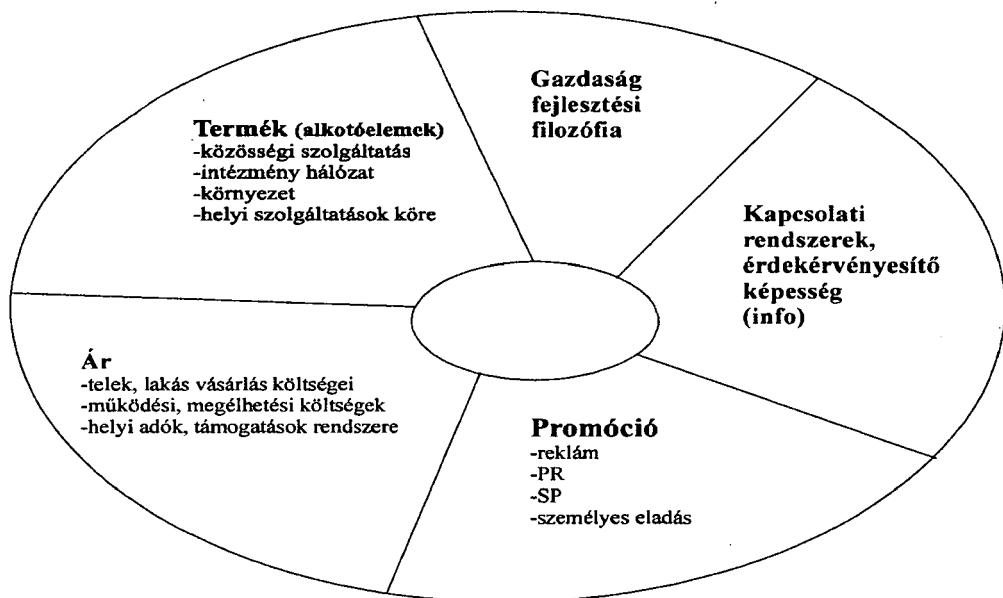 Gazdaság
fejlesztési
filozófia
Termék (alkotóelemek)
-közösségi szolgáltatás
-intézmény hálózat
-környezet
-helyi szolgáltatások köre
Kapcsolati
rendszerek,
érdekérvényesítő
képesség
(info)
Ár
-telek, lakás vásárlás költségei
-működési, megélhetési költségek
-helyi adók, támogatások rendszere
Promóció
-reklám
-PR
-SP
-személyes eladás